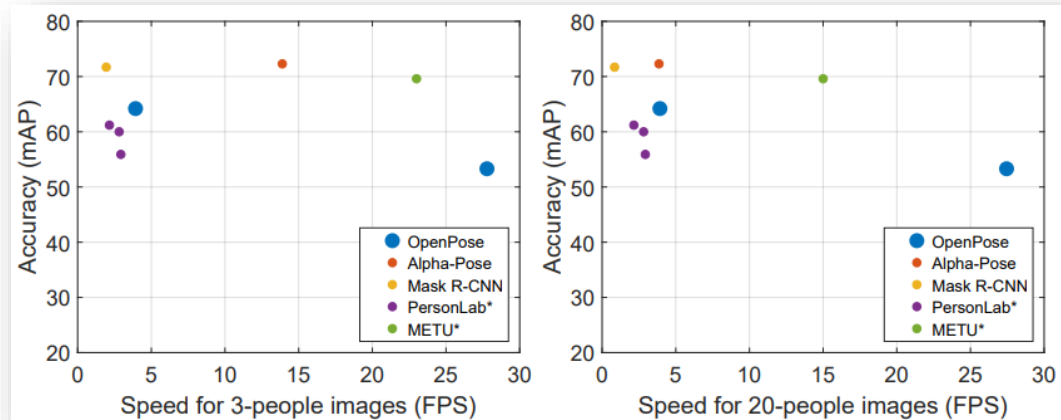 80
70
60
50
40
30
20
Accuracy (mAP)
0 5 10 15 20 25 30
Speed for 3-people images (FPS)
OpenPose
Alpha-Pose
Mask R-CNN
PersonLab*
METU*
80
70
60
50
40
30
20
Accuracy (mAP)
0 5 10 15 20 25 30
Speed for 20-people images (FPS)
OpenPose
Alpha-Pose
Mask R-CNN
PersonLab*
METU*